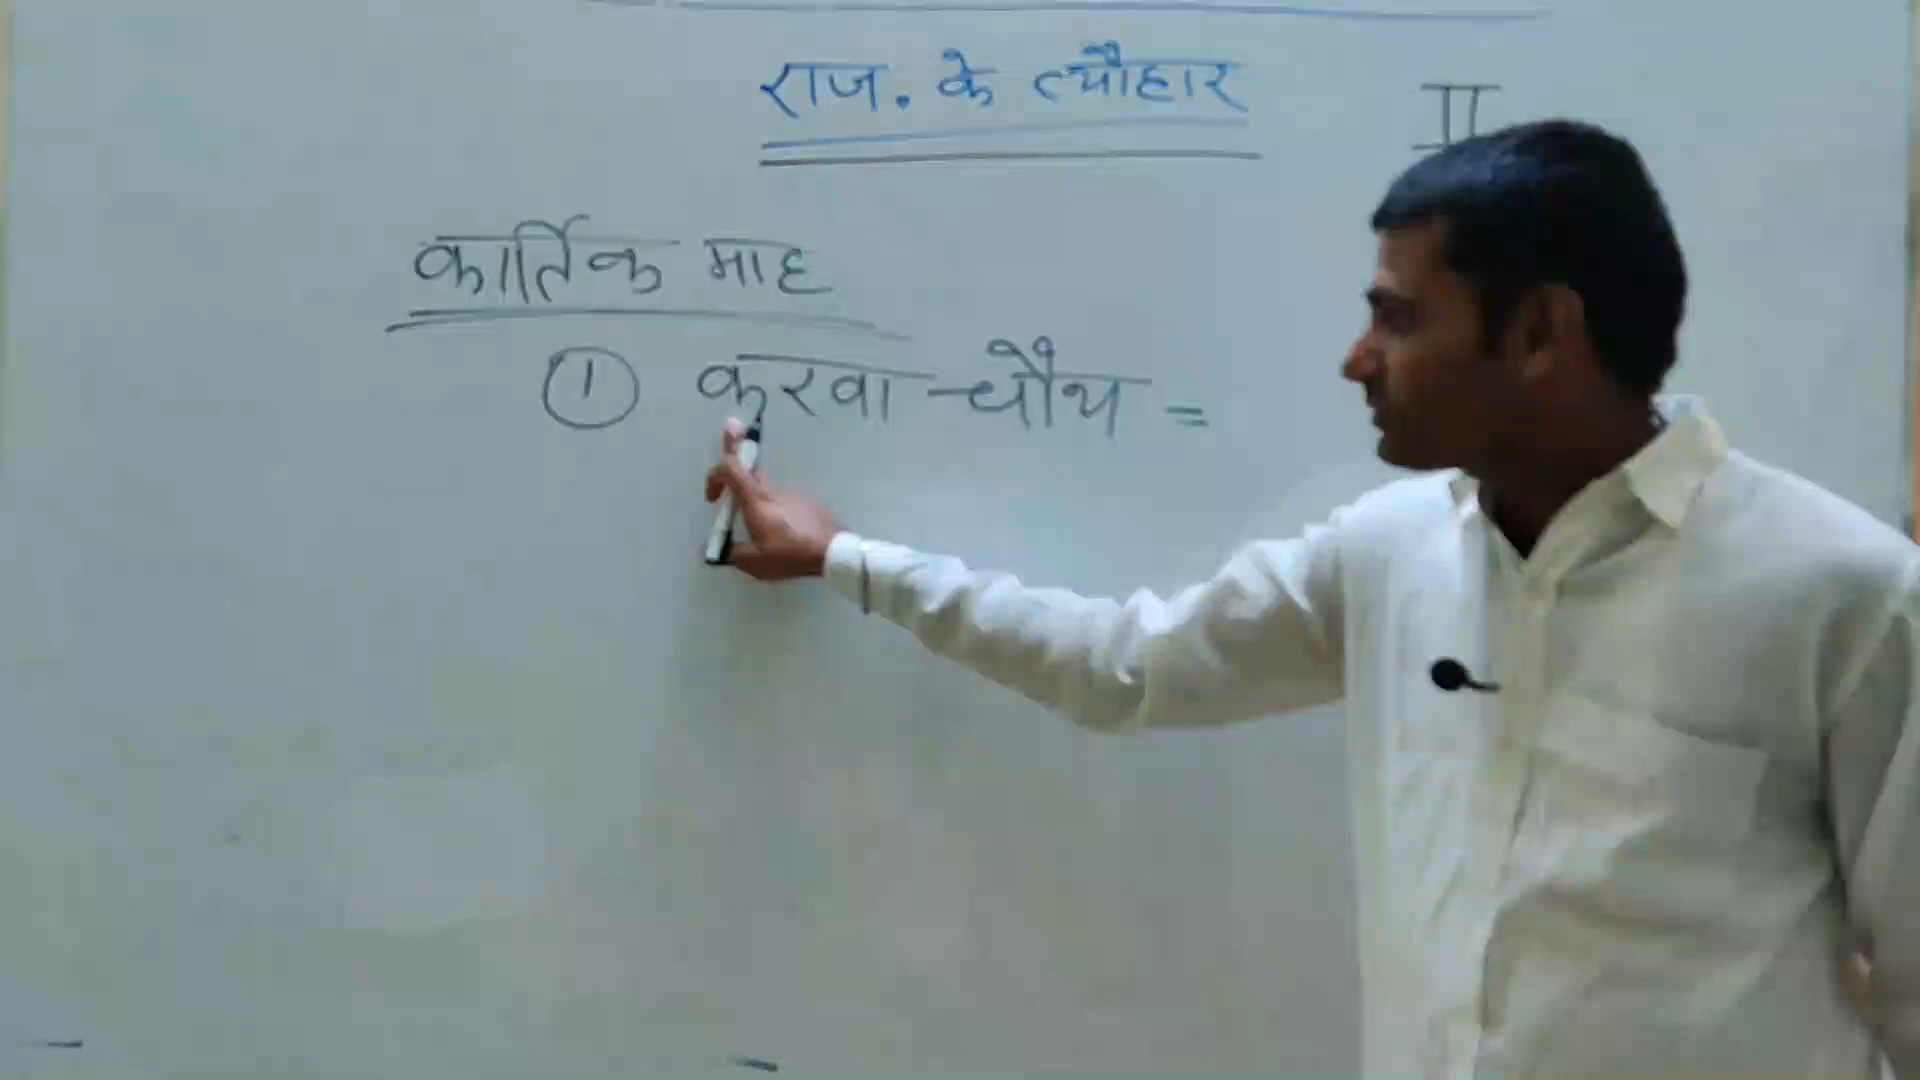 राज. के त्यौहार
II
कार्तिक माह
① करवा-चौथ =